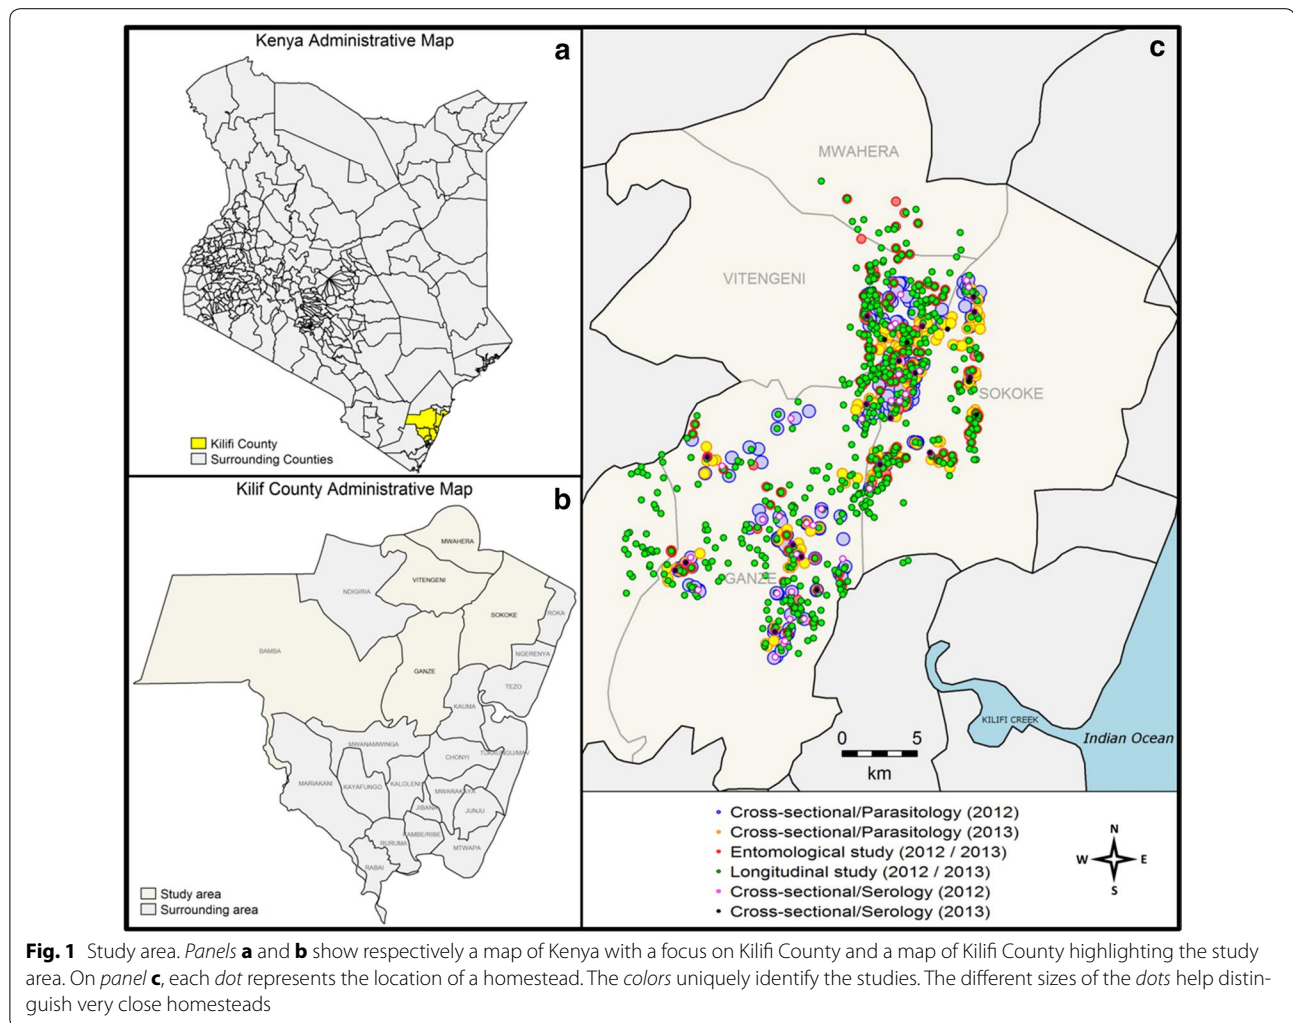 Kenya Administrative Map
a
Kilifi County
Surrounding Counties
Kilif County Administrative Map
b
MWAHERA
VITENGENI
NDIGIRIA
SOKOKE
ROKA
BAMBA
NGERENYA
GANZE
TEZO
KAUMA
MWANAMWINGA
CHONYI
MARIAKANI
KAYAFUNGO
KALOLENI
MWARAKAYA
JIBANA
JUNJU
KAMBE/RIBE
RURUMA
MTWAPA
RABAI
Study area
Surrounding area
c
MWAHERA
VITENGENI
SOKOKE
GANZE
KILIFI CREEK
Indian Ocean
0 5
km
Cross-sectional/Parasitology (2012)
Cross-sectional/Parasitology (2013)
Entomological study (2012 / 2013)
Longitudinal study (2012 / 2013)
Cross-sectional/Serology (2012)
Cross-sectional/Serology (2013)
N
W E
S
Fig. 1 Study area. Panels a and b show respectively a map of Kenya with a focus on Kilifi County and a map of Kilifi County highlighting the study
area. On panel c, each dot represents the location of a homestead. The colors uniquely identify the studies. The different sizes of the dots help distin-
guish very close homesteads